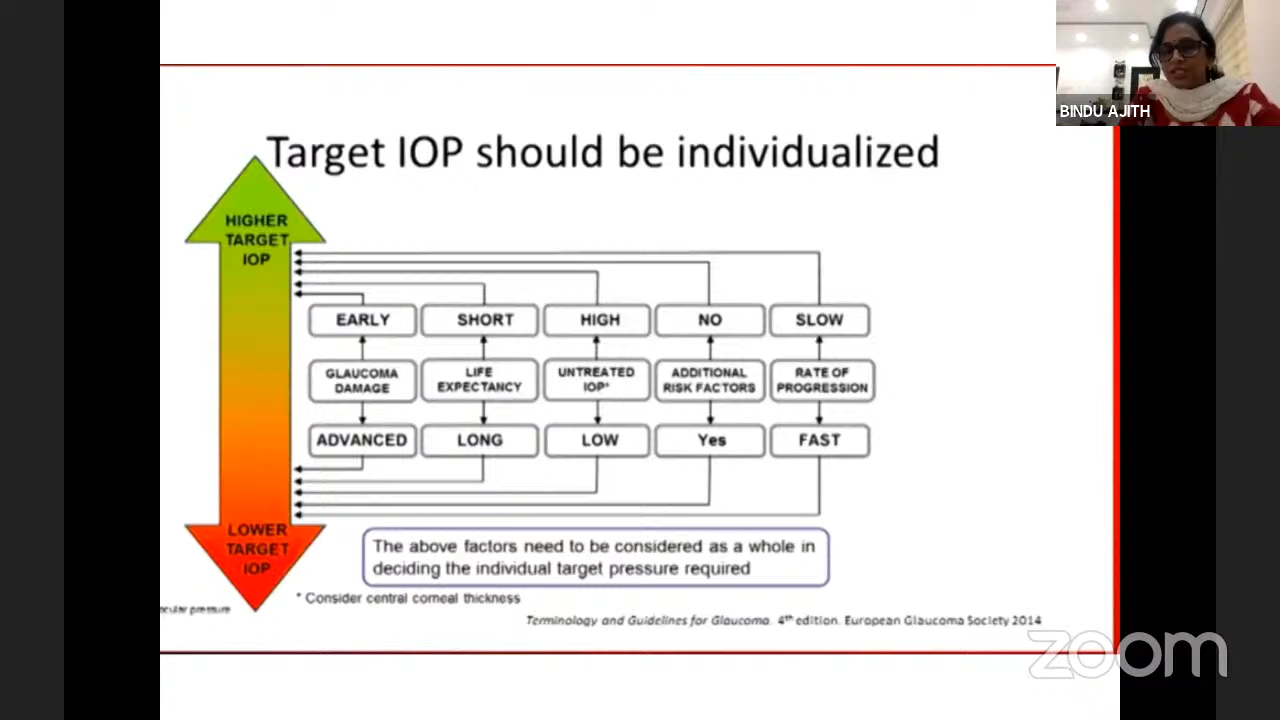 BINDU AJITH
Target IOP should be individualized
HIGHER
TARGET
IOP
EARLY
SHORT
HIGH
NO
SLOW
GLAUCOMA
DAMAGE
LIFE
EXPECTANCY
UNTREATED
IOP*
ADDITIONAL
RISK FACTORS
RATE OF
PROGRESSION
ADVANCED
LONG
LOW
Yes
FAST
LOWER
TARGET
IOP
The above factors need to be considered as a whole in
deciding the individual target pressure required
* Consider central corneal thickness
pressure
Terminology and Guidelines for Glaucoma. 4th edition. European Glaucoma Society 2014
zoom